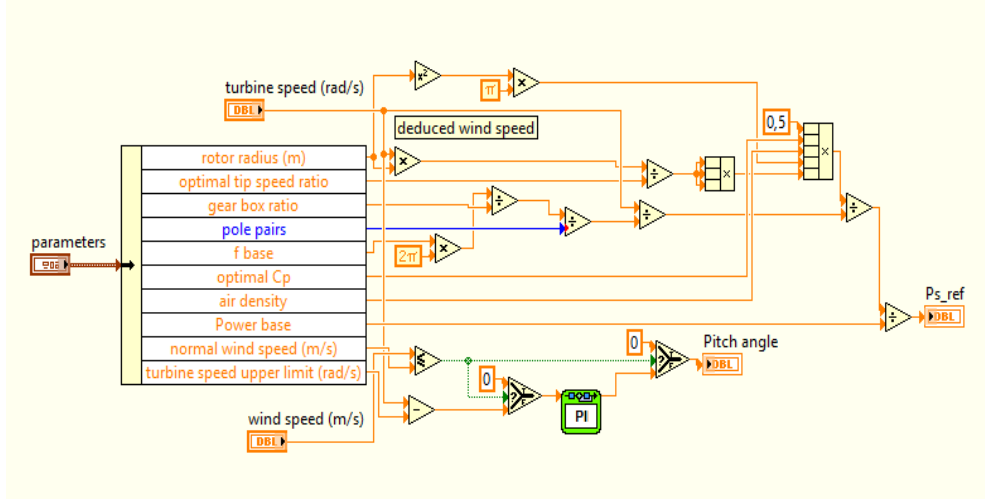 x²
π
×
turbine speed (rad/s)
DBL
deduced wind speed
0,5
×
rotor radius (m)
×
÷
×
optimal tip speed ratio
gear box ratio
÷
÷
÷
÷
pole pairs
parameters
f base
×
2π
optimal Cp
air density
Ps_ref
Power base
÷
DBL
normal wind speed (m/s)
≤
0
?
T
F
Pitch angle
DBL
turbine speed upper limit (rad/s)
0
?
T
F
PI
−
wind speed (m/s)
DBL